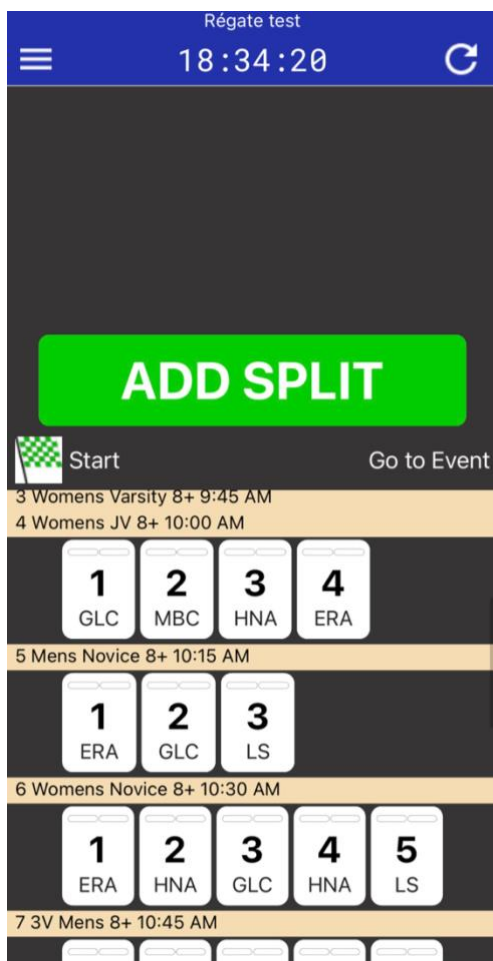 Régate test
18:34:20
ADD SPLIT
Start Go to Event
3 Womens Varsity 8+ 9:45 AM
4 Womens JV 8+ 10:00 AM
1 2 3 4
GLC MBC HNA ERA
5 Mens Novice 8+ 10:15 AM
1 2 3
ERA GLC LS
6 Womens Novice 8+ 10:30 AM
1 2 3 4 5
ERA HNA GLC HNA LS
7 3V Mens 8+ 10:45 AM